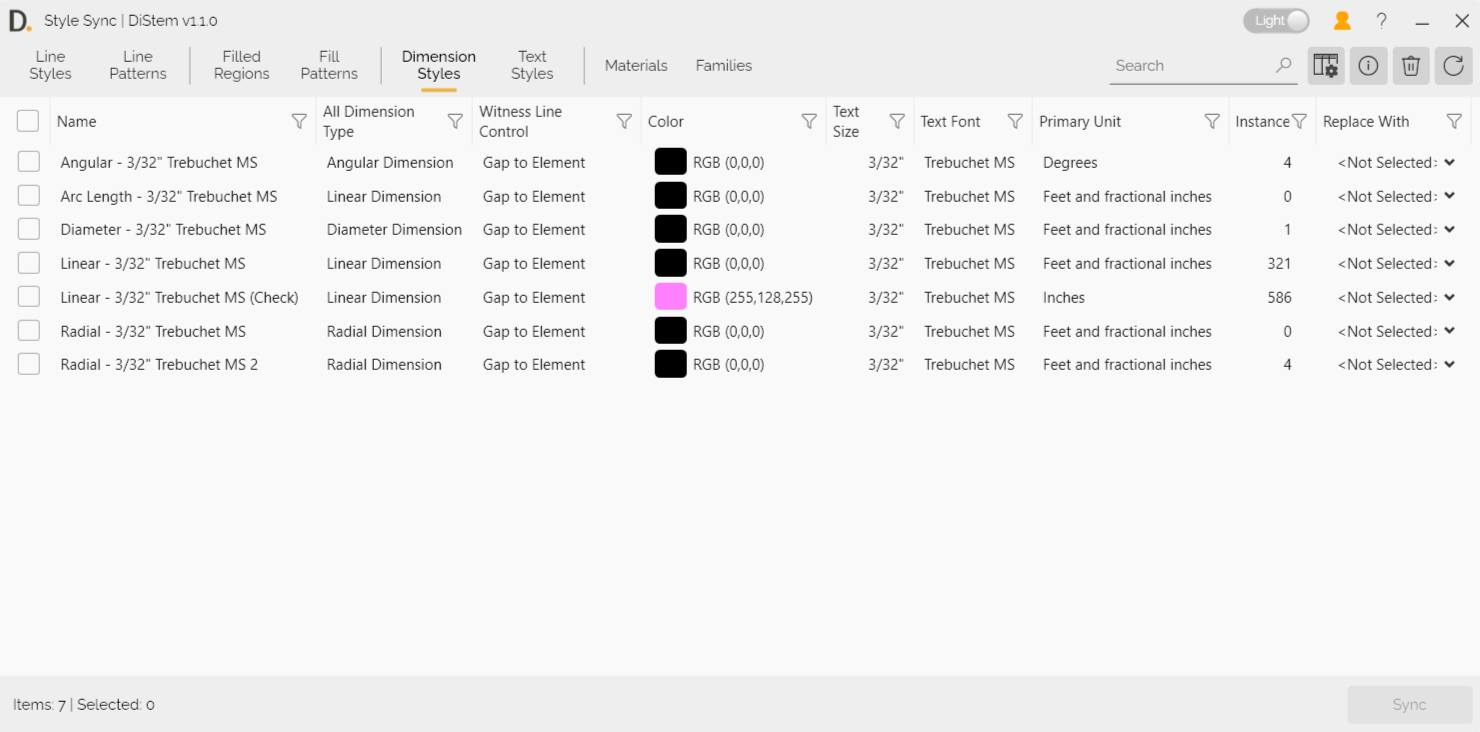 D. Style Sync | DiStem v1.1.0 Light ?
Line Styles Line Patterns Filled Regions Fill Patterns Dimension Styles Text Styles Materials Families Search
Name All Dimension Type Witness Line Control Color Text Size Text Font Primary Unit Instance Replace With
Angular - 3/32" Trebuchet MS Angular Dimension Gap to Element RGB (0,0,0) 3/32" Trebuchet MS Degrees 4 <Not Selected>
Arc Length - 3/32" Trebuchet MS Linear Dimension Gap to Element RGB (0,0,0) 3/32" Trebuchet MS Feet and fractional inches 0 <Not Selected>
Diameter - 3/32" Trebuchet MS Diameter Dimension Gap to Element RGB (0,0,0) 3/32" Trebuchet MS Feet and fractional inches 1 <Not Selected>
Linear - 3/32" Trebuchet MS Linear Dimension Gap to Element RGB (0,0,0) 3/32" Trebuchet MS Feet and fractional inches 321 <Not Selected>
Linear - 3/32" Trebuchet MS (Check) Linear Dimension Gap to Element RGB (255,128,255) 3/32" Trebuchet MS Inches 586 <Not Selected>
Radial - 3/32" Trebuchet MS Radial Dimension Gap to Element RGB (0,0,0) 3/32" Trebuchet MS Feet and fractional inches 0 <Not Selected>
Radial - 3/32" Trebuchet MS 2 Radial Dimension Gap to Element RGB (0,0,0) 3/32" Trebuchet MS Feet and fractional inches 4 <Not Selected>
Items: 7 | Selected: 0 Sync